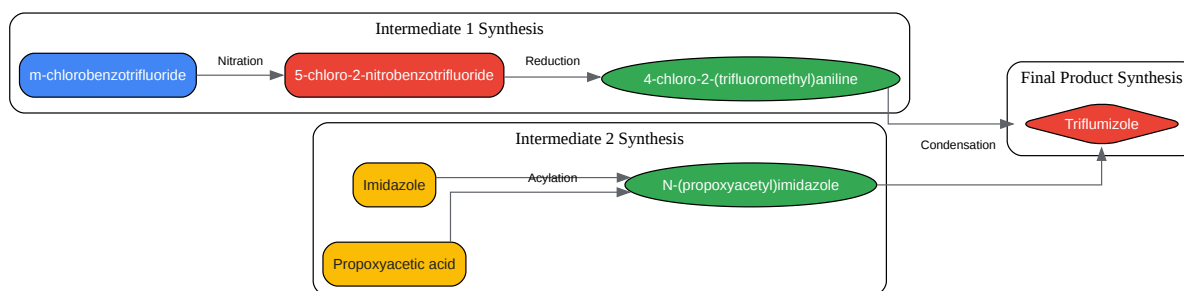 Intermediate 1 Synthesis
m-chlorobenzotrifluoride
Nitration
5-chloro-2-nitrobenzotrifluoride
Reduction
4-chloro-2-(trifluoromethyl)aniline
Final Product Synthesis
Triflumizole
Condensation
Intermediate 2 Synthesis
Imidazole
Acylation
N-(propoxyacetyl)imidazole
Propoxyacetic acid